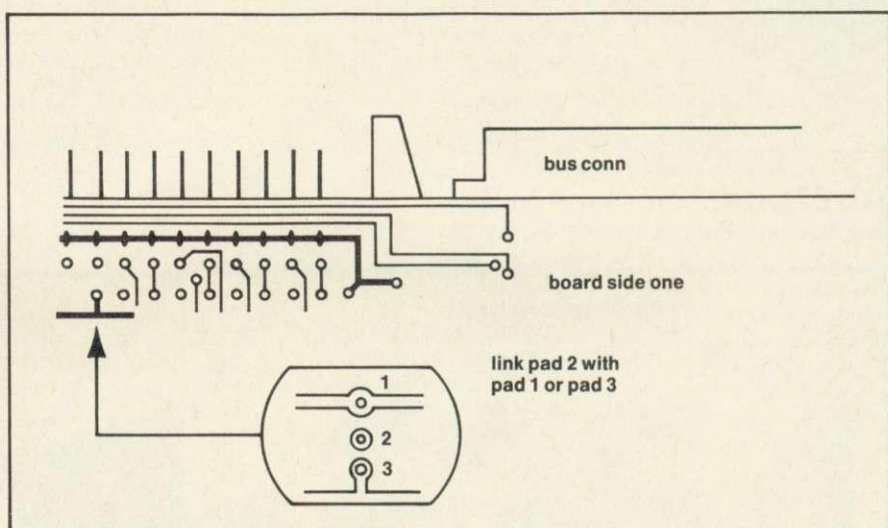 bus conn
board side one
link pad 2 with
pad 1 or pad 3
1
2
3